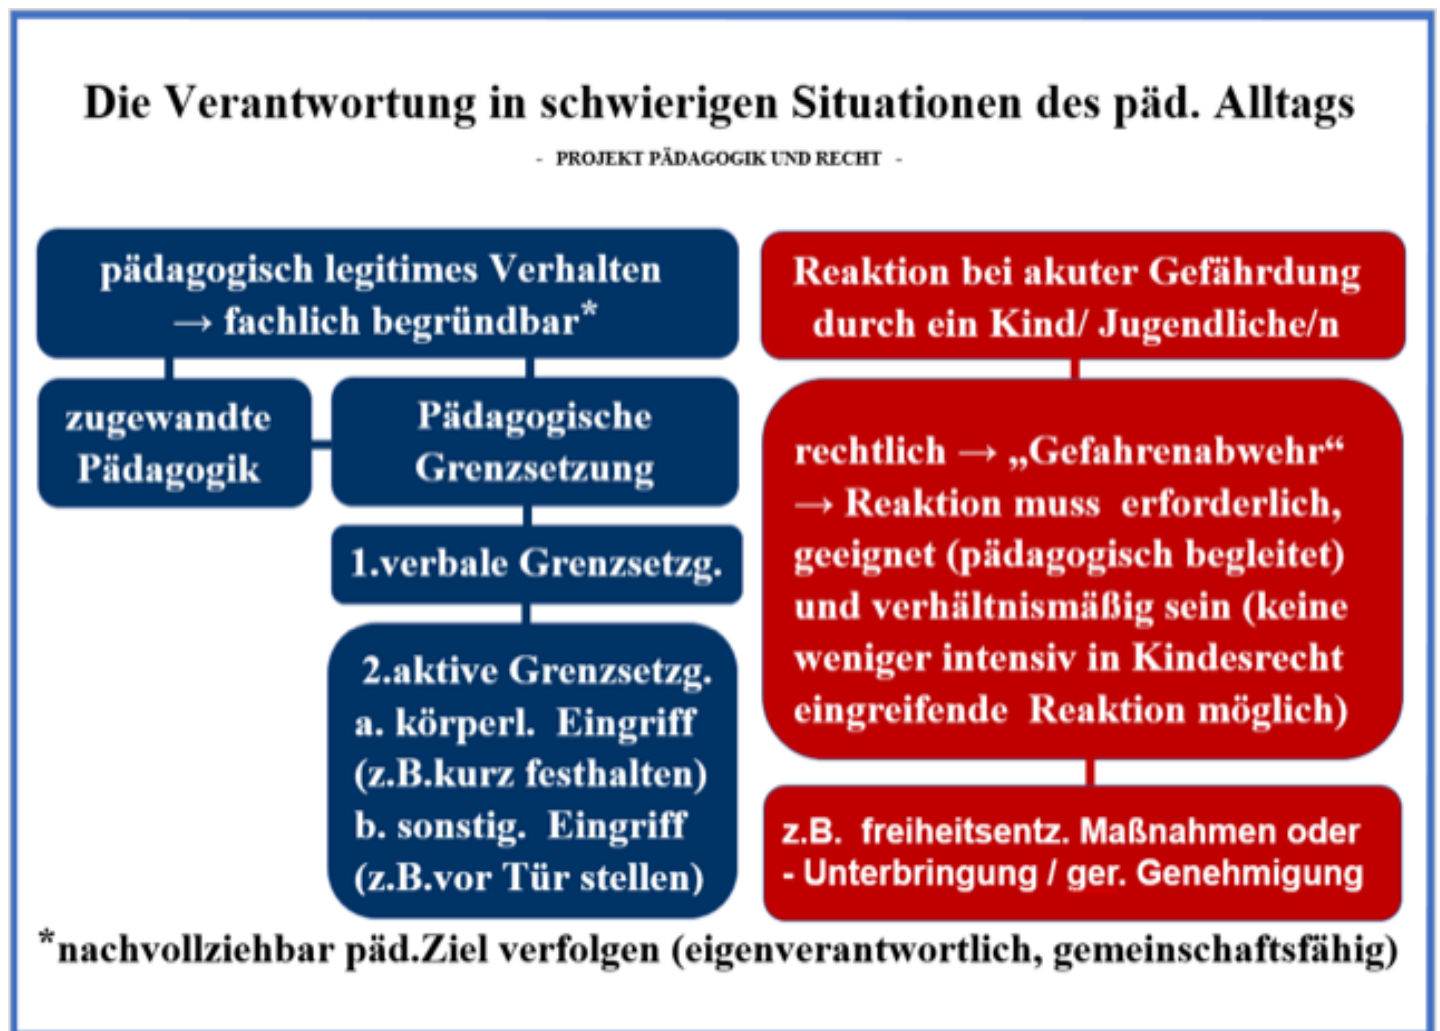 Die Verantwortung in schwierigen Situationen des päd. Alltags
- PROJEKT PÄDAGOGIK UND RECHT -
pädagogisch legitimes Verhalten
→ fachlich begründbar*
zugewandte
Pädagogik
Pädagogische
Grenzsetzung
1.verbale Grenzsetzg.
2.aktive Grenzsetzg.
a. körperl. Eingriff
(z.B.kurz festhalten)
b. sonstig. Eingriff
(z.B.vor Tür stellen)
Reaktion bei akuter Gefährdung
durch ein Kind/ Jugendliche/n
rechtlich → „Gefahrenabwehr“
→ Reaktion muss erforderlich,
geeignet (pädagogisch begleitet)
und verhältnismäßig sein (keine
weniger intensiv in Kindesrecht
eingreifende Reaktion möglich)
z.B. freiheitsentz. Maßnahmen oder
- Unterbringung / ger. Genehmigung
*nachvollziehbar päd.Ziel verfolgen (eigenverantwortlich, gemeinschaftsfähig)